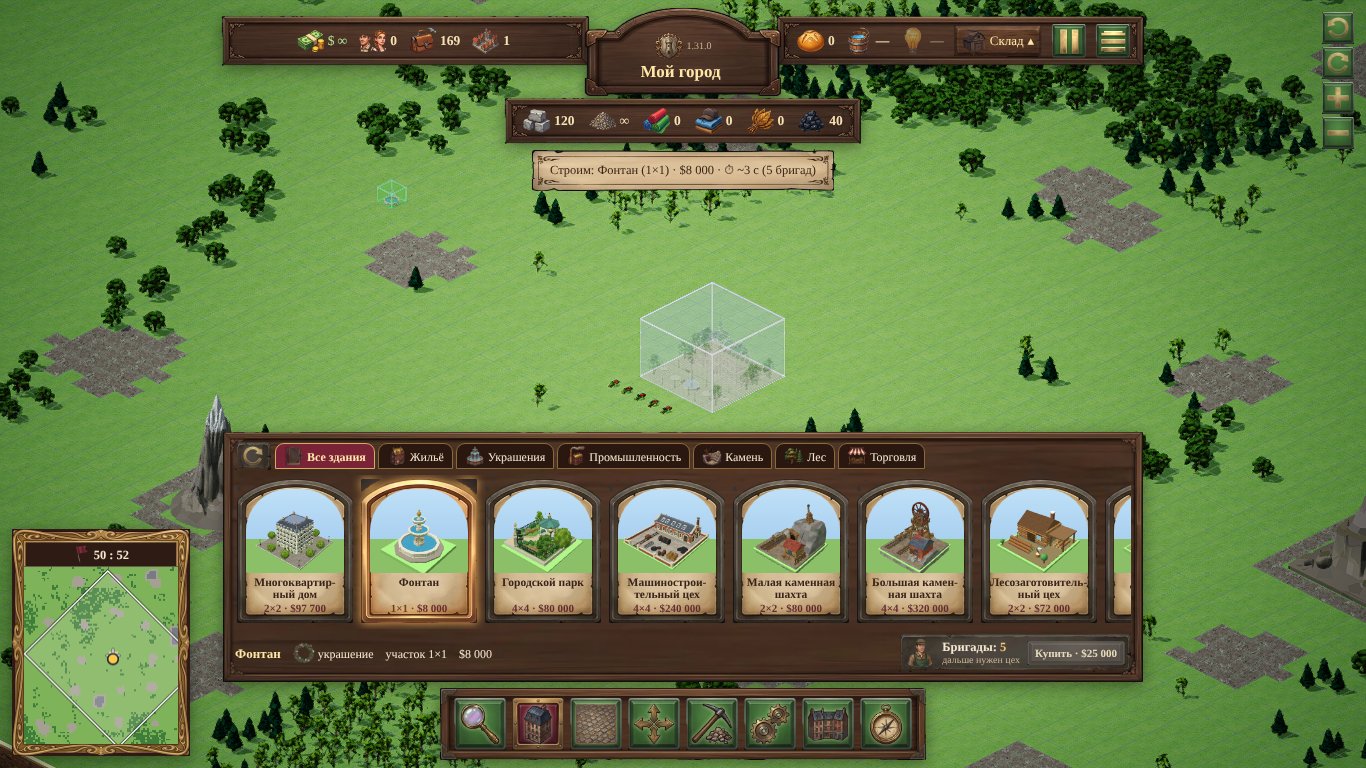 $ ∞ 0 169 1
1.31.0
Мой город
0 — — Склад ▴
120 ∞ 0 0 0 40
Строим: Фонтан (1×1) · $8 000 · ⏱ ~3 с (5 бригад)
Все здания Жильё Украшения Промышленность Камень Лес Торговля
Многоквартир-
ный дом
2×2 · $97 700
Фонтан
1×1 · $8 000
Городской парк
4×4 · $80 000
Машинострои-
тельный цех
4×4 · $240 000
Малая каменная
шахта
2×2 · $80 000
Большая камен-
ная шахта
4×4 · $320 000
Лесозаготовитель-
ный цех
2×2 · $72 000
50 : 52
Фонтан украшение участок 1×1 $8 000
Бригады: 5
дальше нужен цех
Купить · $25 000